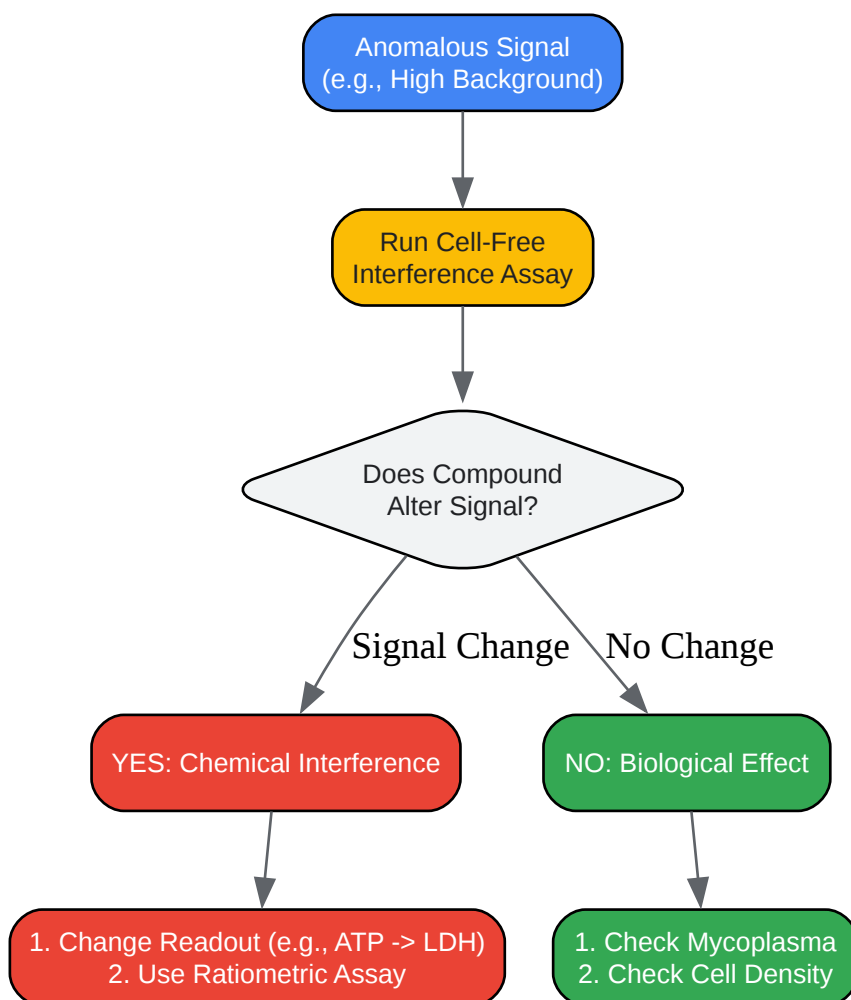 Anomalous Signal
(e.g., High Background)
Run Cell-Free
Interference Assay
Does Compound
Alter Signal?
Signal Change
No Change
YES: Chemical Interference
NO: Biological Effect
1. Change Readout (e.g., ATP -> LDH)
2. Use Ratiometric Assay
1. Check Mycoplasma
2. Check Cell Density